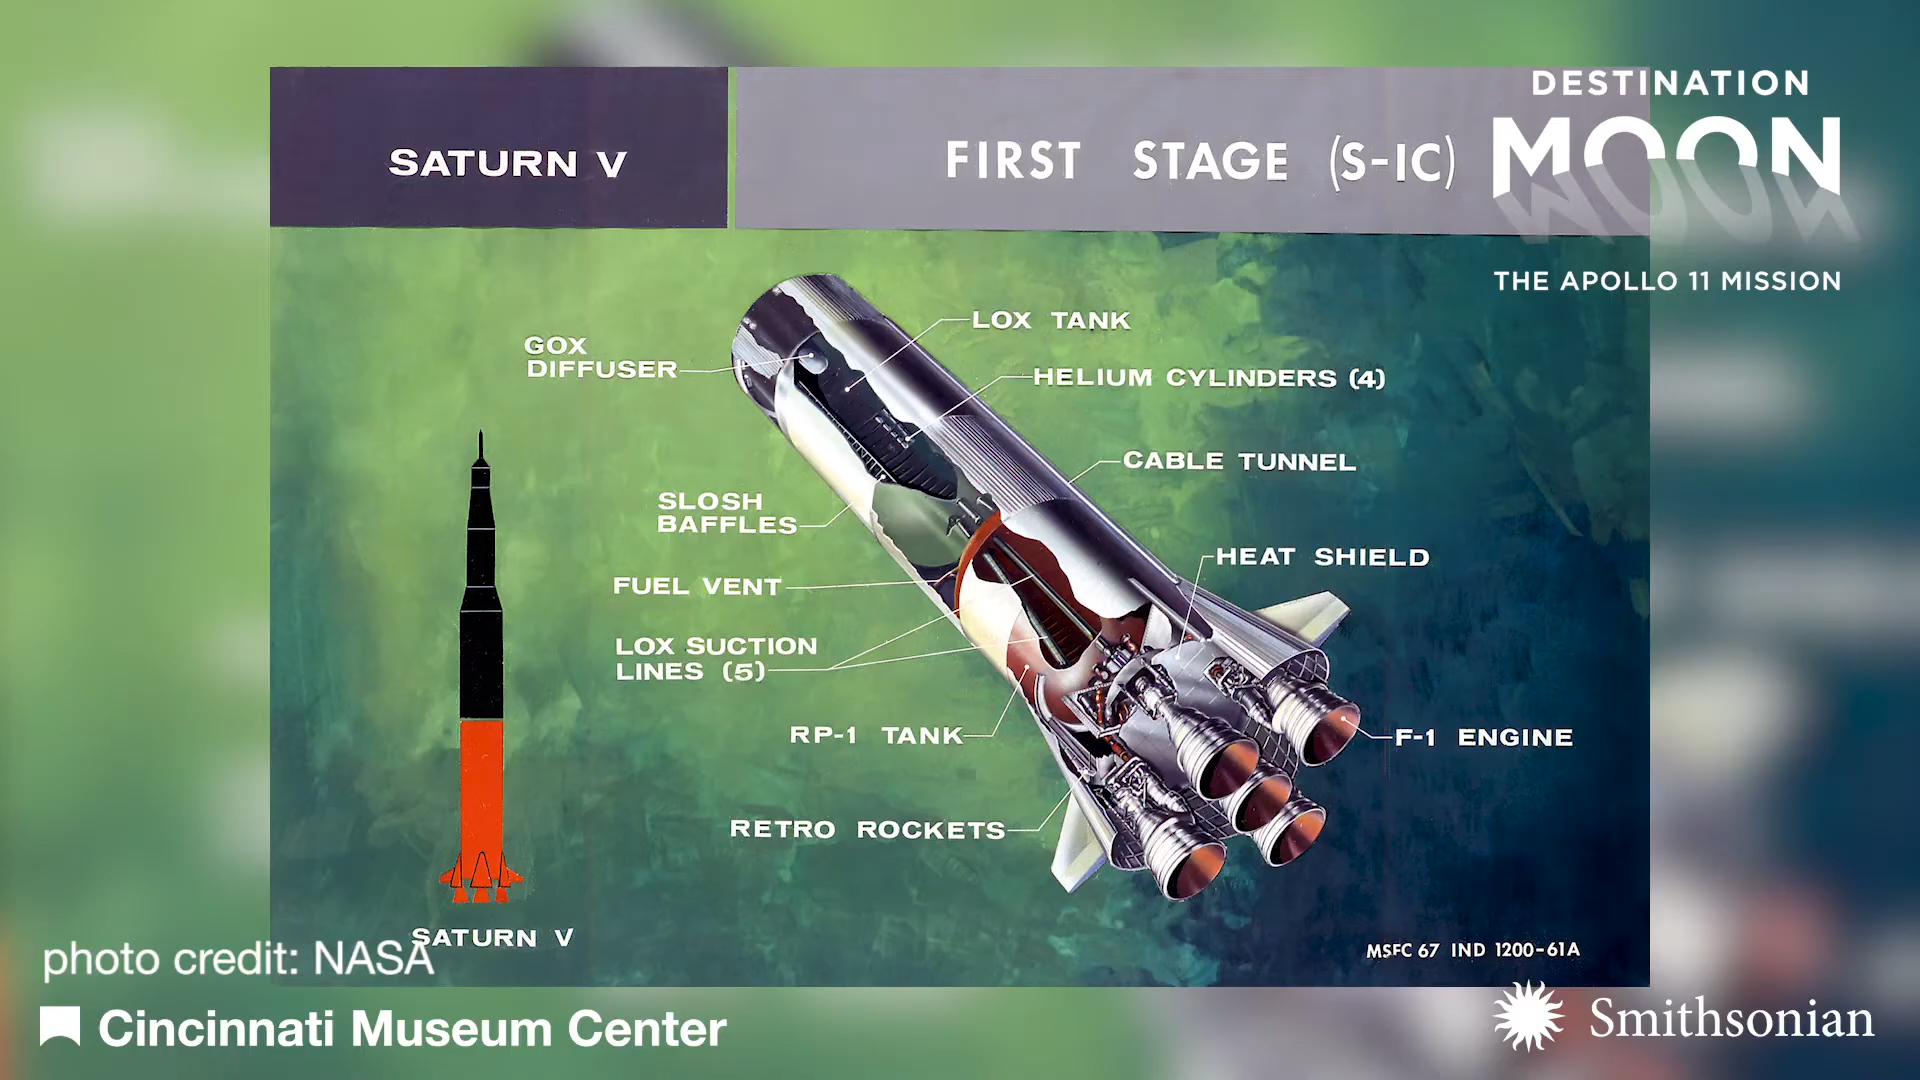 DESTINATION
MOON
THE APOLLO 11 MISSION
SATURN V
FIRST STAGE (S-IC)
GOX
DIFFUSER
LOX TANK
HELIUM CYLINDERS (4)
CABLE TUNNEL
SLOSH
BAFFLES
HEAT SHIELD
FUEL VENT
LOX SUCTION
LINES (5)
RP-1 TANK
F-1 ENGINE
RETRO ROCKETS
SATURN V
MSFC 67 IND 1200-61A
photo credit: NASA
Cincinnati Museum Center
Smithsonian